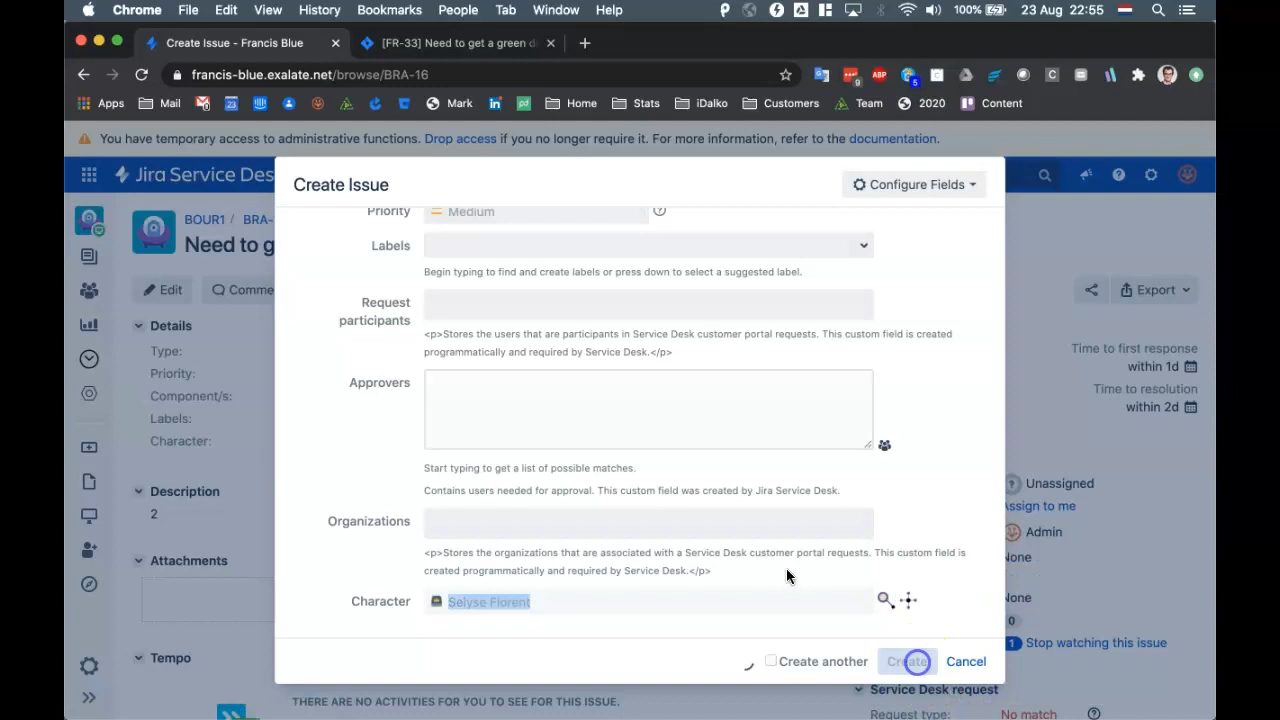 Chrome File Edit View History Bookmarks People Tab Window Help 100% 23 Aug 22:55
Create Issue - Francis Blue [FR-33] Need to get a green d
francis-blue.exalate.net/browse/BRA-16 9 ABP 5 C C
Apps Mail 23 Mark in pd Home Stats iDalko Customers Team 2020 Content
You have temporary access to administrative functions. Drop access if you no longer require it. For more information, refer to the documentation.
Jira Service Des
BOUR1 / BRA-
Need to g
Edit Comme Export
Details
Type:
Priority:
Component/s:
Labels:
Character:
Description
2
Attachments
Tempo
THERE ARE NO ACTIVITIES FOR YOU TO SEE FOR THIS ISSUE.
Create Issue Configure Fields
Priority Medium
Labels
Begin typing to find and create labels or press down to select a suggested label.
Request
participants
<p>Stores the users that are participants in Service Desk customer portal requests. This custom field is created
programmatically and required by Service Desk.</p>
Approvers
Start typing to get a list of possible matches.
Contains users needed for approval. This custom field was created by Jira Service Desk.
Organizations
<p>Stores the organizations that are associated with a Service Desk customer portal requests. This custom field is
created programmatically and required by Service Desk.</p>
Character Selyse Florent
Create another Create Cancel
Time to first response
within 1d
Time to resolution
within 2d
Unassigned
Assign to me
Admin
None
None
0
1 Stop watching this issue
Service Desk request
Request type: No match